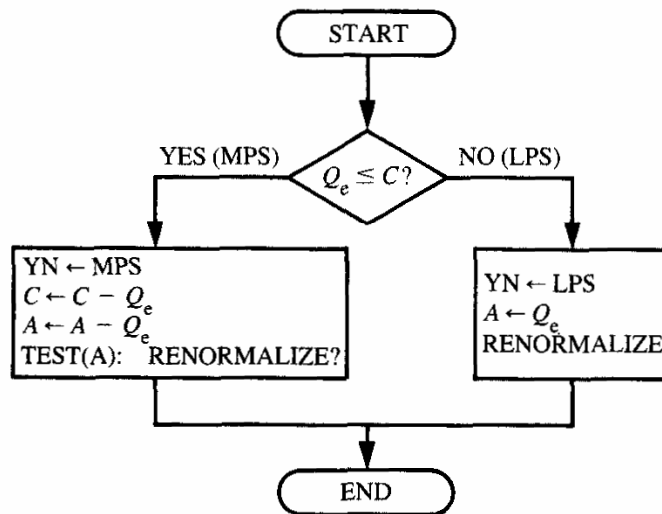 START
YES (MPS)
NO (LPS)
Qe ≤ C?
YN ← MPS
C ← C − Qe
A ← A − Qe
TEST(A): RENORMALIZE?
YN ← LPS
A ← Qe
RENORMALIZE
END